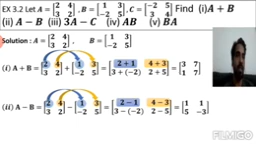 EX 3.2 Let A = [2 4; 3 2], B = [1 3; -2 5], C = [-2 5; 3 4] Find (i) A + B
(ii) A − B (iii) 3A − C (iv) AB (v) BA
Solution : A = [2 4; 3 2], B = [1 3; -2 5]
(i) A + B = [2 4; 3 2] + [1 3; -2 5] = [2 + 1 4 + 3; 3 + (−2) 2 + 5] = [3 7; 1 7]
(ii) A − B = [2 4; 3 2] − [1 3; -2 5] = [2 − 1 4 − 3; 3 − (−2) 2 − 5] = [1 1; 5 −3]
FILMIGO